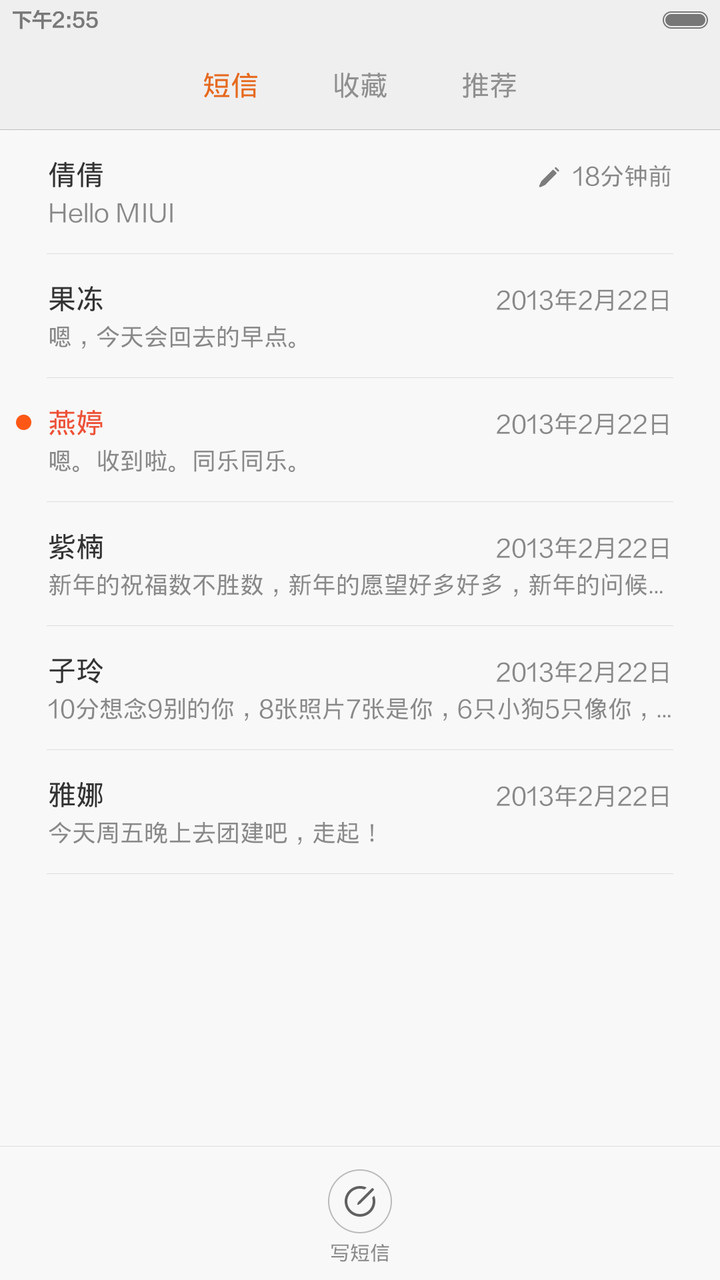 下午2:55
短信 收藏 推荐
倩倩 18分钟前
Hello MIUI
果冻 2013年2月22日
嗯，今天会回去的早点。
燕婷 2013年2月22日
嗯。收到啦。同乐同乐。
紫楠 2013年2月22日
新年的祝福数不胜数，新年的愿望好多好多，新年的问候...
子玲 2013年2月22日
10分想念9别的你，8张照片7张是你，6只小狗5只像你，...
雅娜 2013年2月22日
今天周五晚上去团建吧，走起！
写短信